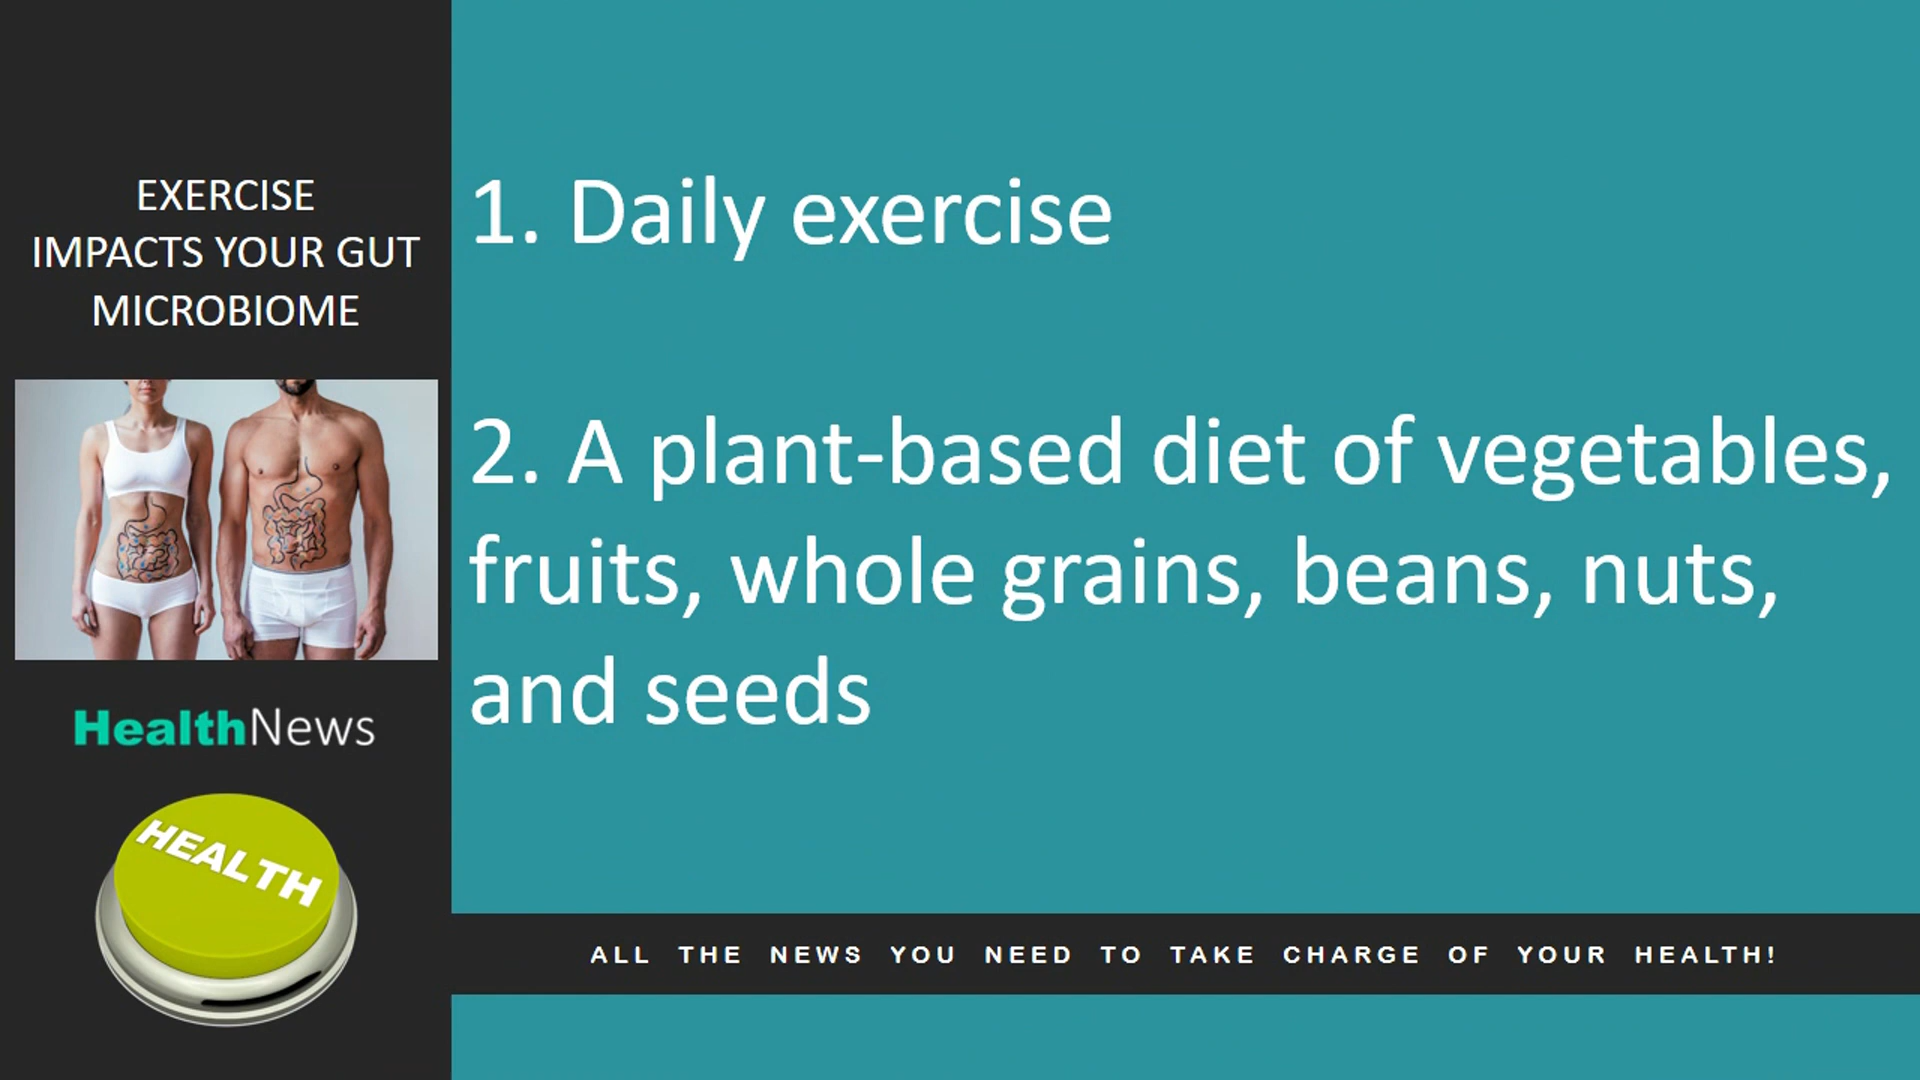 EXERCISE
IMPACTS YOUR GUT
MICROBIOME
HealthNews
HEALTH
1. Daily exercise
2. A plant-based diet of vegetables,
fruits, whole grains, beans, nuts,
and seeds
ALL THE NEWS YOU NEED TO TAKE CHARGE OF YOUR HEALTH!